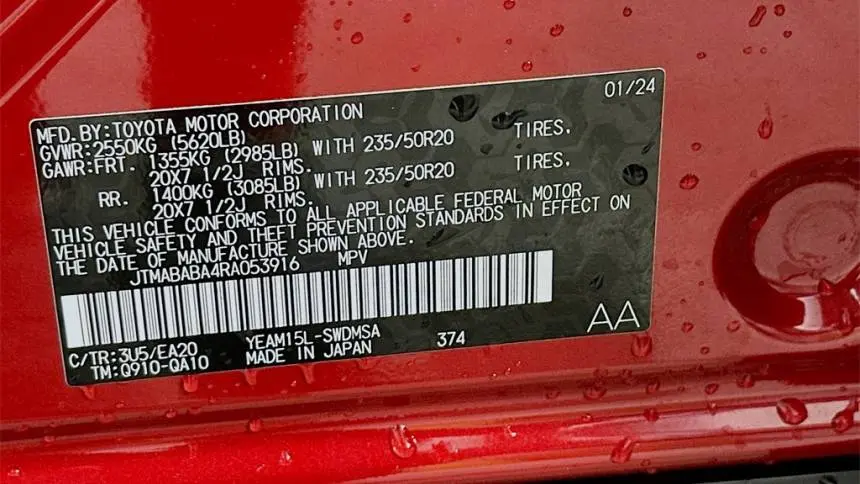 01/24
MFD.BY:TOYOTA MOTOR CORPORATION
GVWR:2550KG (5620LB)
GAWR:FRT. 1355KG (2985LB) WITH 235/50R20 TIRES,
20X7 1/2J RIMS.
RR. 1400KG (3085LB) WITH 235/50R20 TIRES,
20X7 1/2J RIMS.
THIS VEHICLE CONFORMS TO ALL APPLICABLE FEDERAL MOTOR
VEHICLE SAFETY AND THEFT PREVENTION STANDARDS IN EFFECT ON
THE DATE OF MANUFACTURE SHOWN ABOVE.
JTMABABA4RA053916 MPV
AA
C/TR:3U5/EA20 YEAM15L-SWDMSA 374
TM:Q910-QA10 MADE IN JAPAN